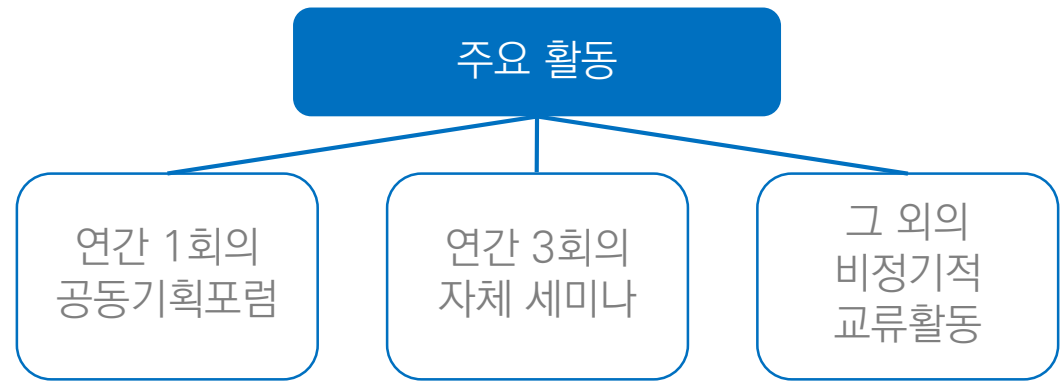 주요 활동
연간 1회의
공동기획포럼
연간 3회의
자체 세미나
그 외의
비정기적
교류활동